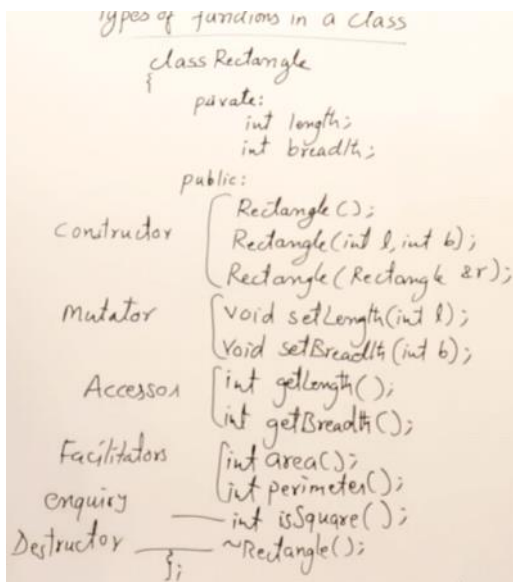 Types of functions in a class
class Rectangle
{
private:
int length;
int breadth;
public:
Constructor Rectangle();
Rectangle(int l, int b);
Rectangle(Rectangle &r);
Mutator void setLength(int l);
void setBreadth(int b);
Accessor int getLength();
int getBreadth();
Facilitators int area();
int perimeter();
enquiry int isSquare();
Destructor ~Rectangle();
};